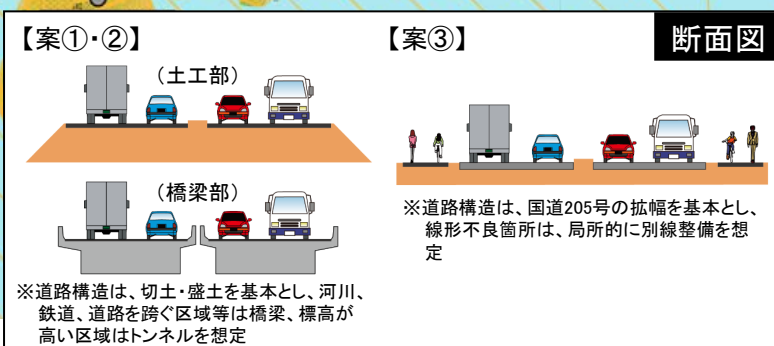 断面図
【案①・②】
（土工部）
（橋梁部）
※道路構造は、切土・盛土を基本とし、河川、
鉄道、道路を跨ぐ区域等は橋梁、標高が
高い区域はトンネルを想定
【案③】
※道路構造は、国道205号の拡幅を基本とし、
線形不良箇所は、局所的に別線整備を想
定